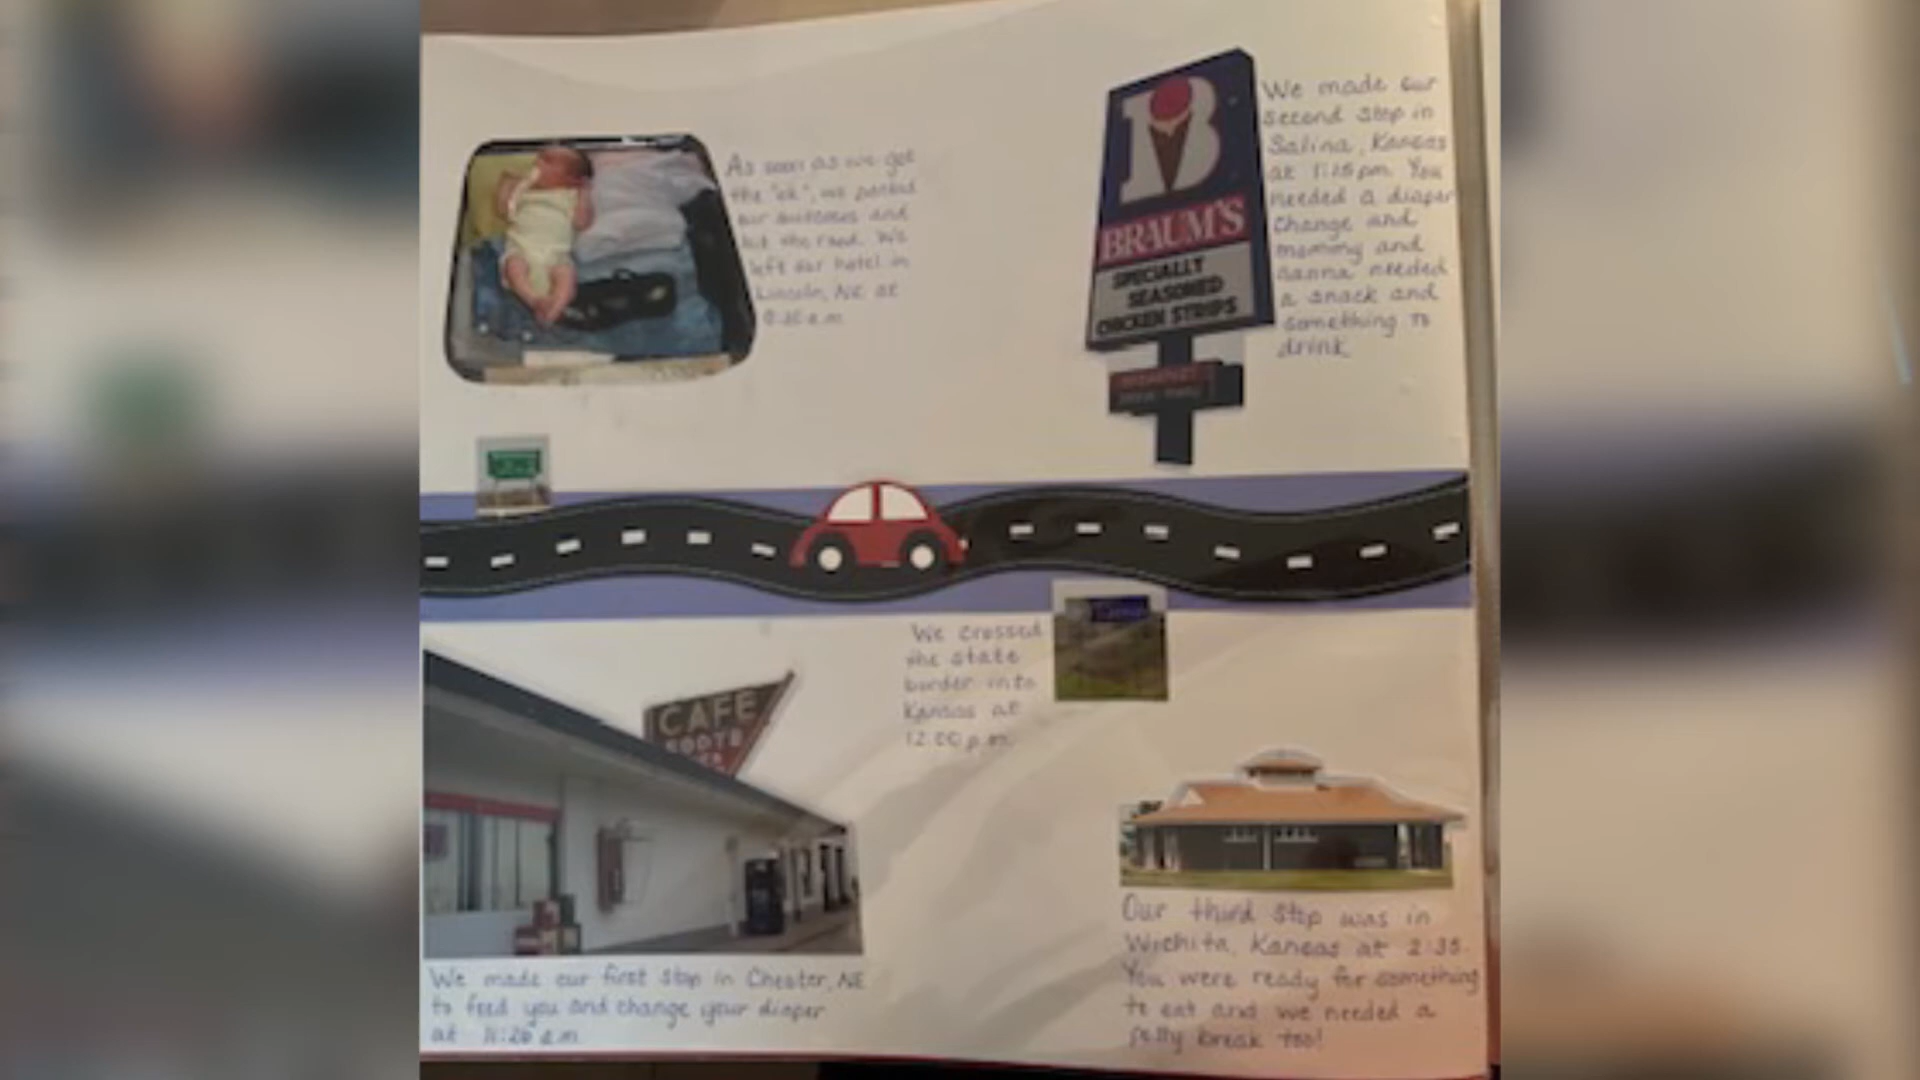 As soon as we got
the "ok", we packed
our suitcases and
hit the road. We
left our hotel in
Lincoln, NE at
a.m.
BRAUM'S
SPECIALLY
SEASONED
CHICKEN STRIPS
We made our
second stop in
Salina, Kansas
at 1:15 pm. You
needed a diaper
change and
mommy and
needed
a snack and
something to
drink
CAFE
We made our first stop in Chester, NE
to feed you and change your diaper
at 11:20 a.m.
We crossed
the state
border into
Kansas at
12:00 p.m.
Our third stop was in
Wichita, Kansas at 2:35.
You were ready for something
to eat and we needed a
potty break too!